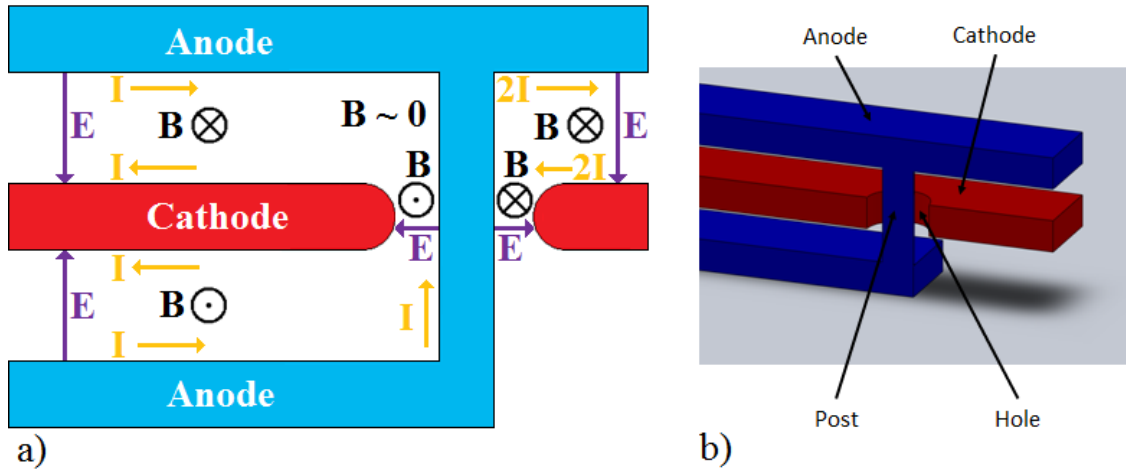 Anode
I
2I
B ⊗
B ~ 0
B ⊗
E
E
B
B
I
2I
⊙
⊗
Cathode
E
E
I
E
B ⊙
I
I
Anode
a)
Anode
Cathode
Post
Hole
b)